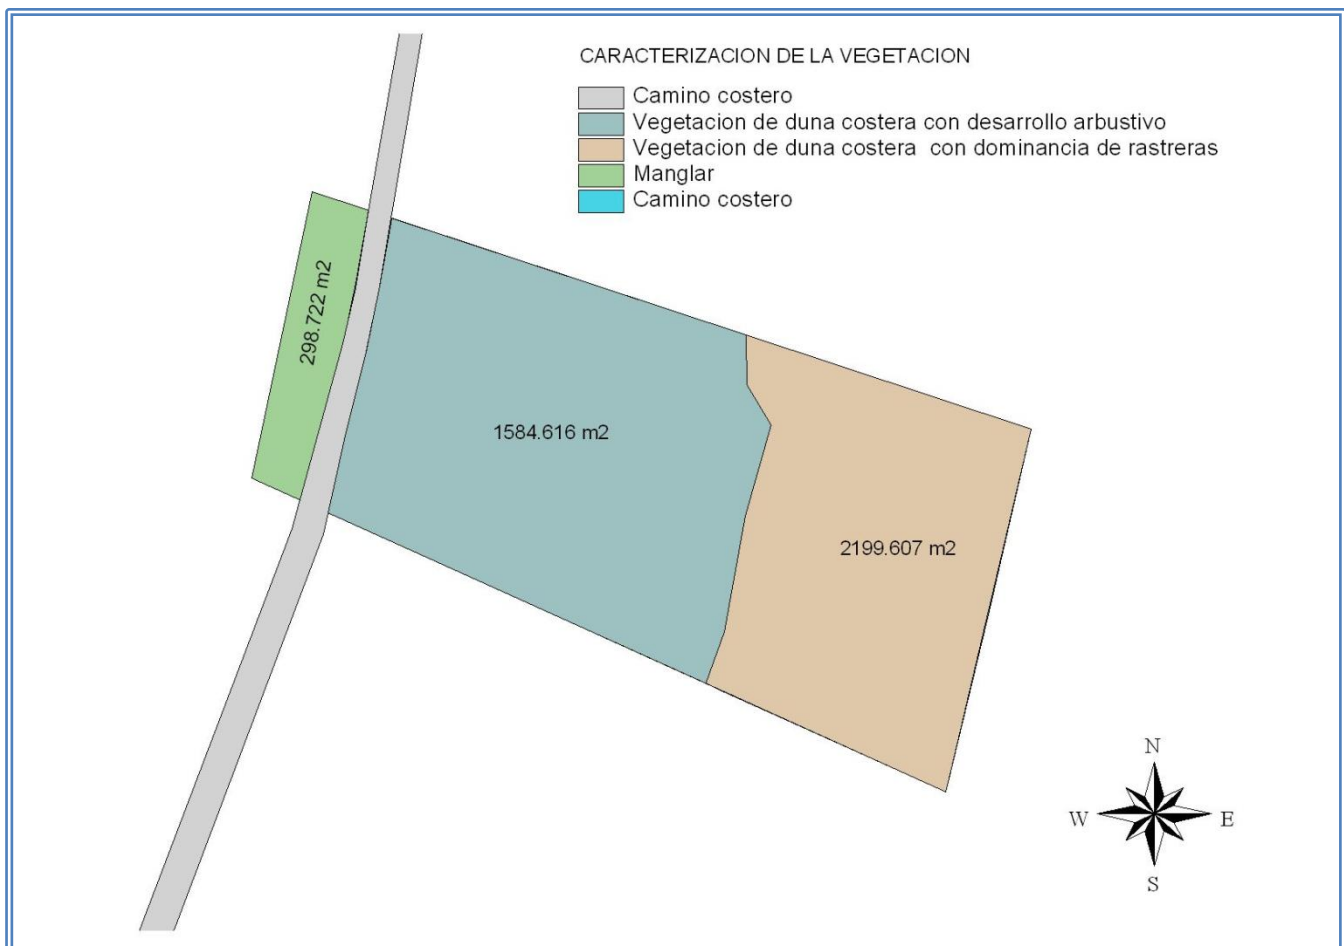 CARACTERIZACION DE LA VEGETACION
Camino costero
Vegetacion de duna costera con desarrollo arbustivo
Vegetacion de duna costera con dominancia de rastreras
Manglar
Camino costero
298.722 m2
1584.616 m2
2199.607 m2
N
W E
S